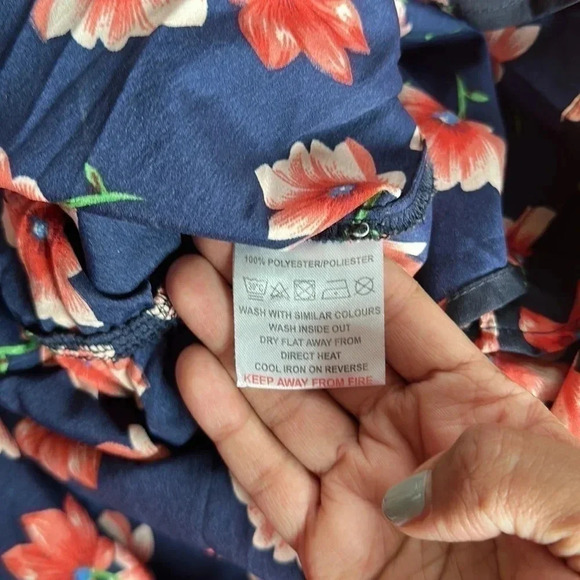 100% POLYESTER/POLIESTER
30°C
WASH WITH SIMILAR COLOURS
WASH INSIDE OUT
DRY FLAT AWAY FROM
DIRECT HEAT
COOL IRON ON REVERSE
KEEP AWAY FROM FIRE